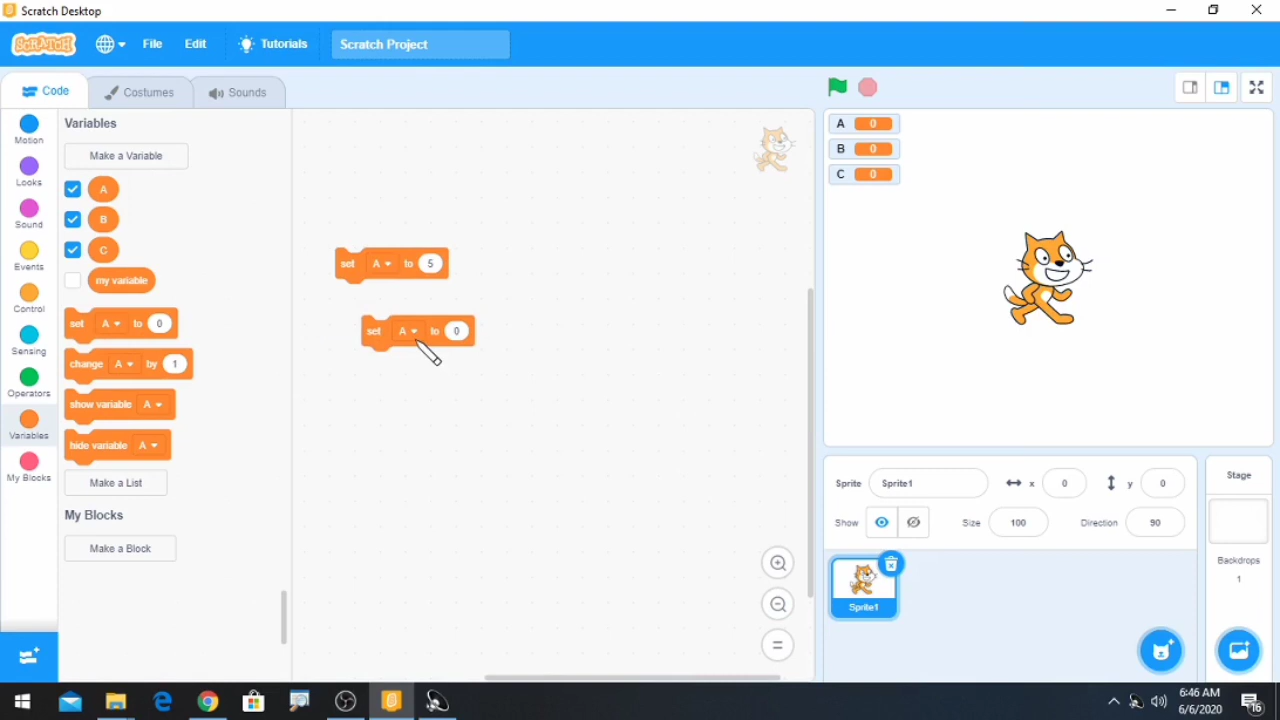 Scratch Desktop
SCRATCH File Edit Tutorials Scratch Project
Code Costumes Sounds
Motion
Looks
Sound
Events
Control
Sensing
Operators
Variables
My Blocks
Variables
Make a Variable
A
B
C
my variable
set A to 0
change A by 1
show variable A
hide variable A
Make a List
My Blocks
Make a Block
set A to 5
set A to 0
A 0
B 0
C 0
Sprite Sprite1 x 0 y 0
Show Size 100 Direction 90
Sprite1
Stage
Backdrops
1
6:46 AM
6/6/2020
16